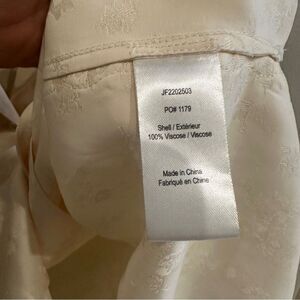 JF2202503
PO# 1179
Shell / Extérieur
100% Viscose / Viscose
Made in China
Fabriqué en Chine